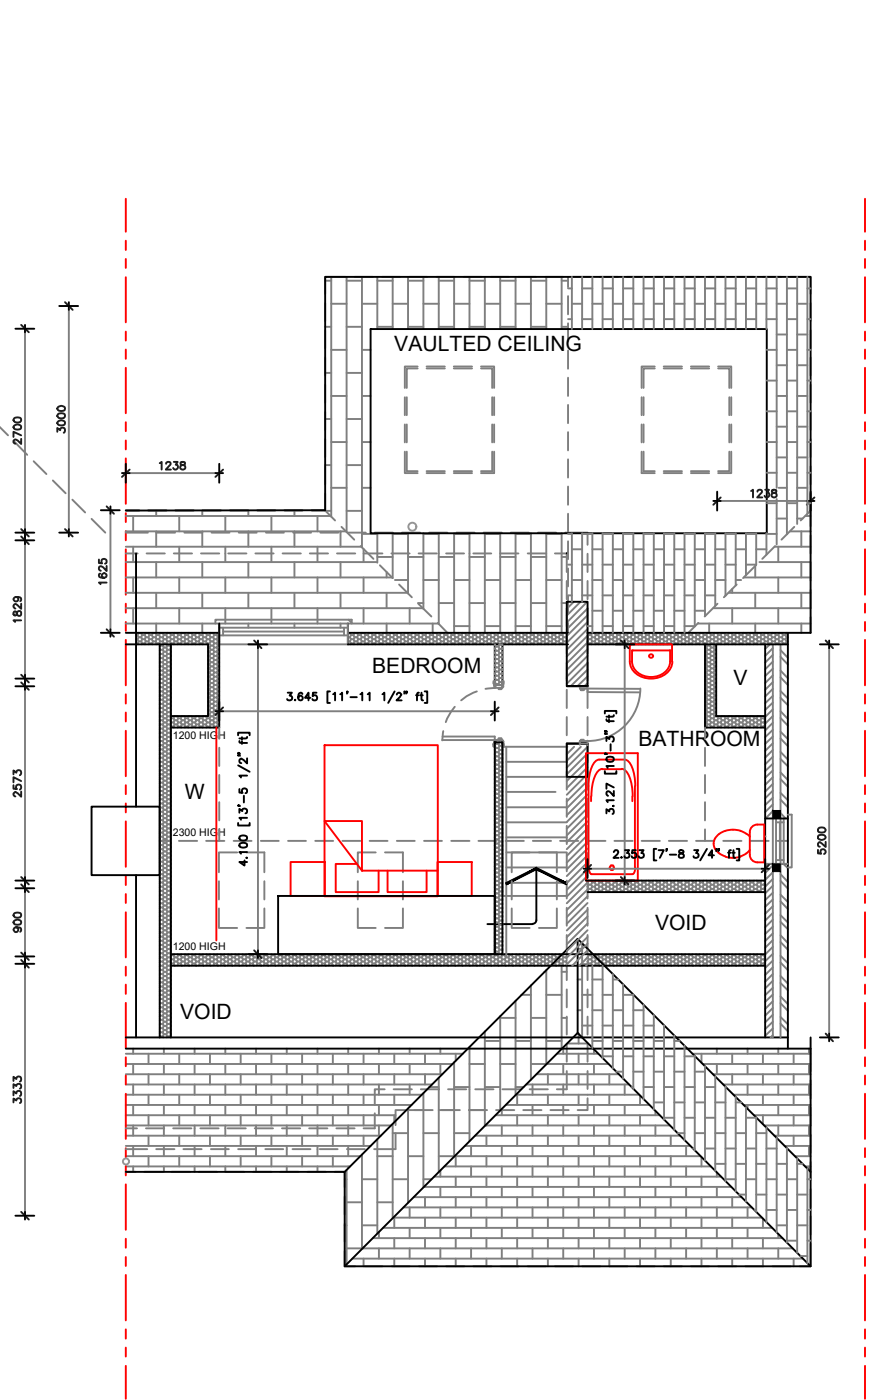 VAULTED CEILING
2700
3000
1238
1238
1625
1829
BEDROOM
3.645 [11'-11 1/2" ft]
V
1200 HIGH
4.100 [13'-5 1/2" ft]
3.127 [10'-3" ft]
BATHROOM
2573
W
2300 HIGH
2.353 [7'-8 3/4" ft]
5200
900
VOID
1200 HIGH
VOID
3333